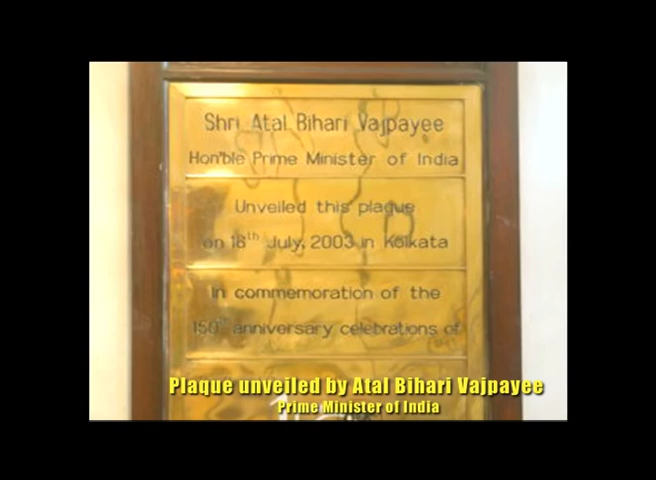 Shri Atal Bihari Vajpayee
Hon'ble Prime Minister of India
Unveiled this plaque
on 18th July, 2003 in Kolkata
In commemoration of the
150th anniversary celebrations of
Plaque unveiled by Atal Bihari Vajpayee
Prime Minister of India